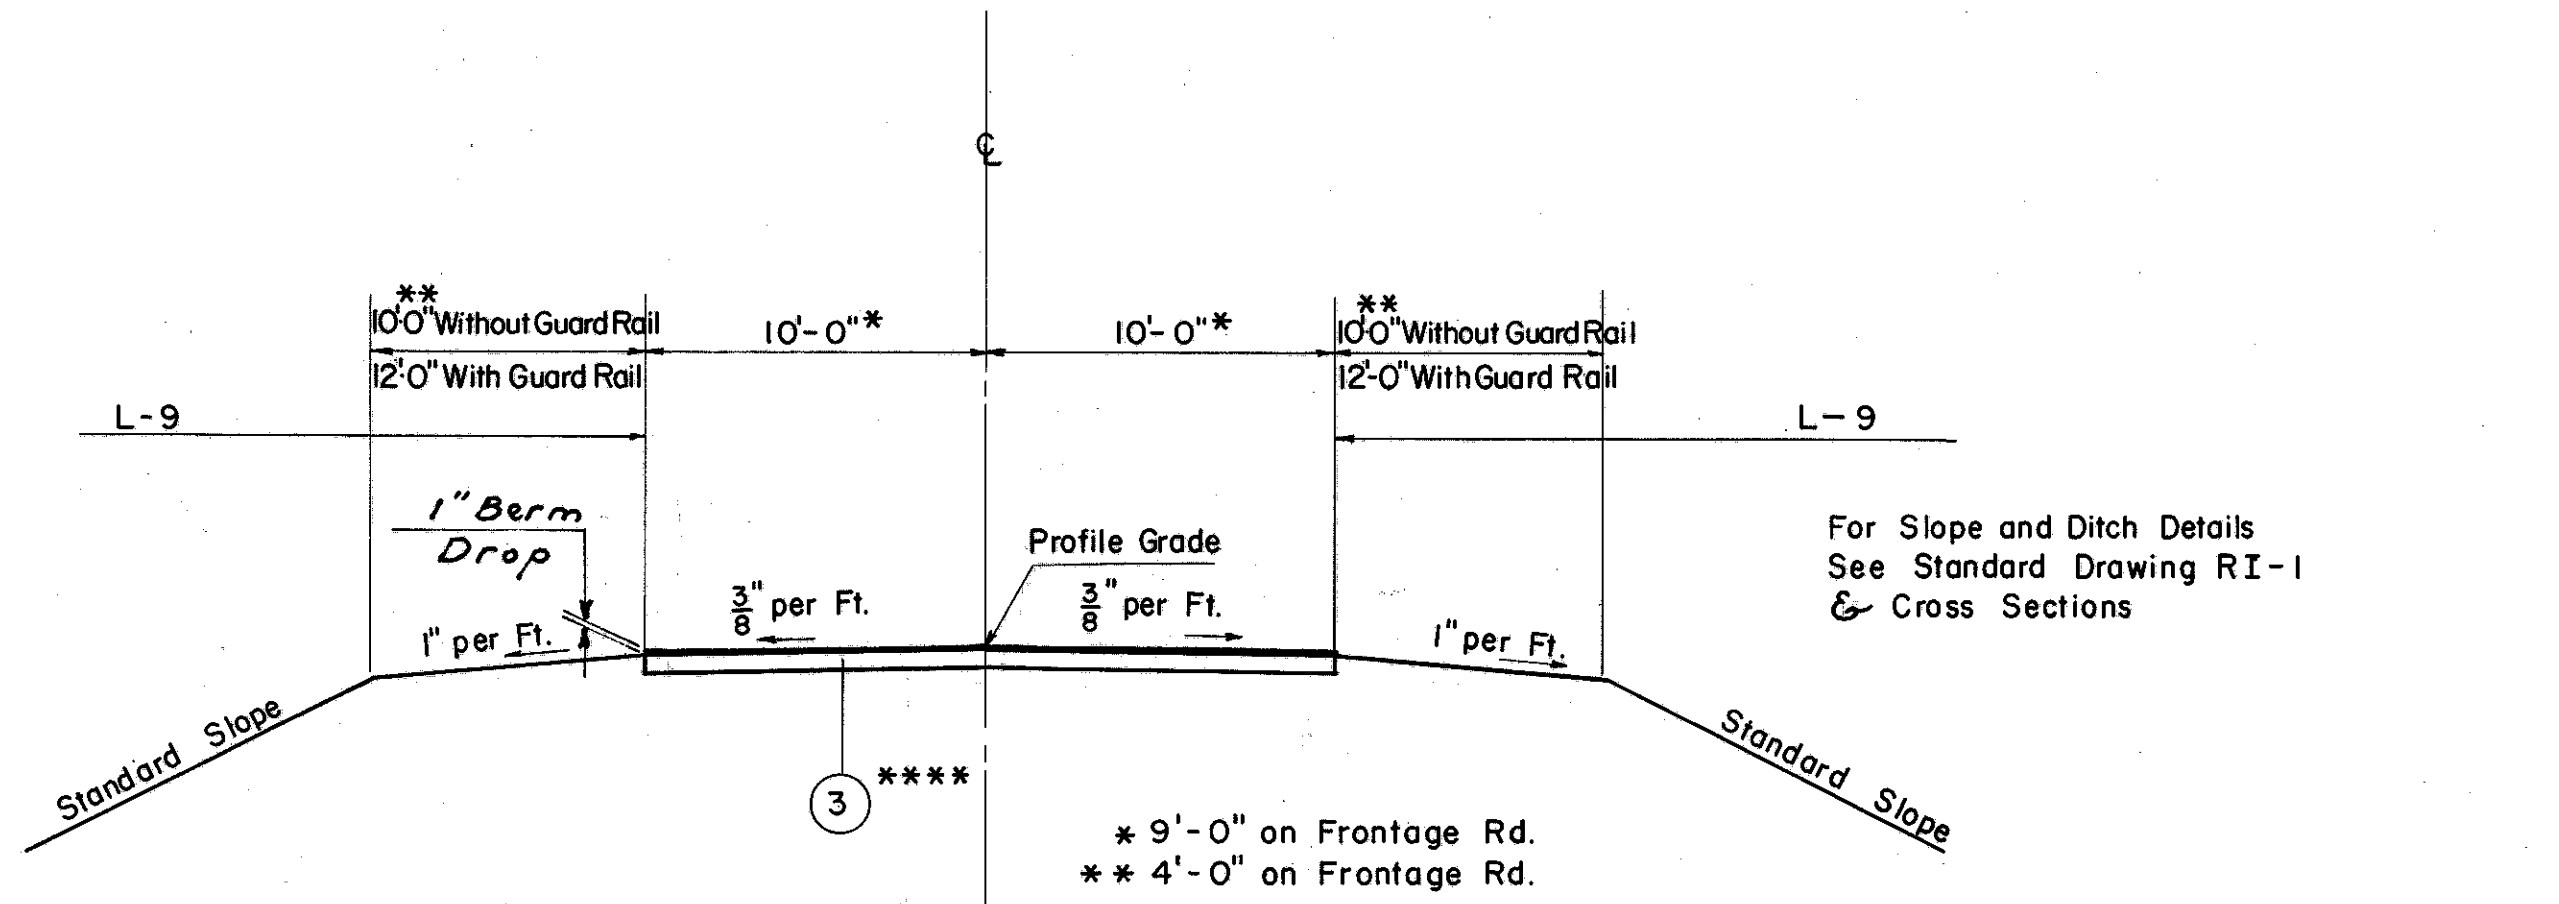 ℄
**
10'-0" Without Guard Rail
12'-0" With Guard Rail
10'-0"*
10'-0"*
**
10'-0" Without Guard Rail
12'-0" With Guard Rail
L-9
L-9
1" Berm
Drop
Profile Grade
3/8" per Ft.
3/8" per Ft.
1" per Ft.
1" per Ft.
For Slope and Ditch Details
See Standard Drawing RI-1
& Cross Sections
Standard Slope
Standard Slope
3
****
* 9'-0" on Frontage Rd.
** 4'-0" on Frontage Rd.